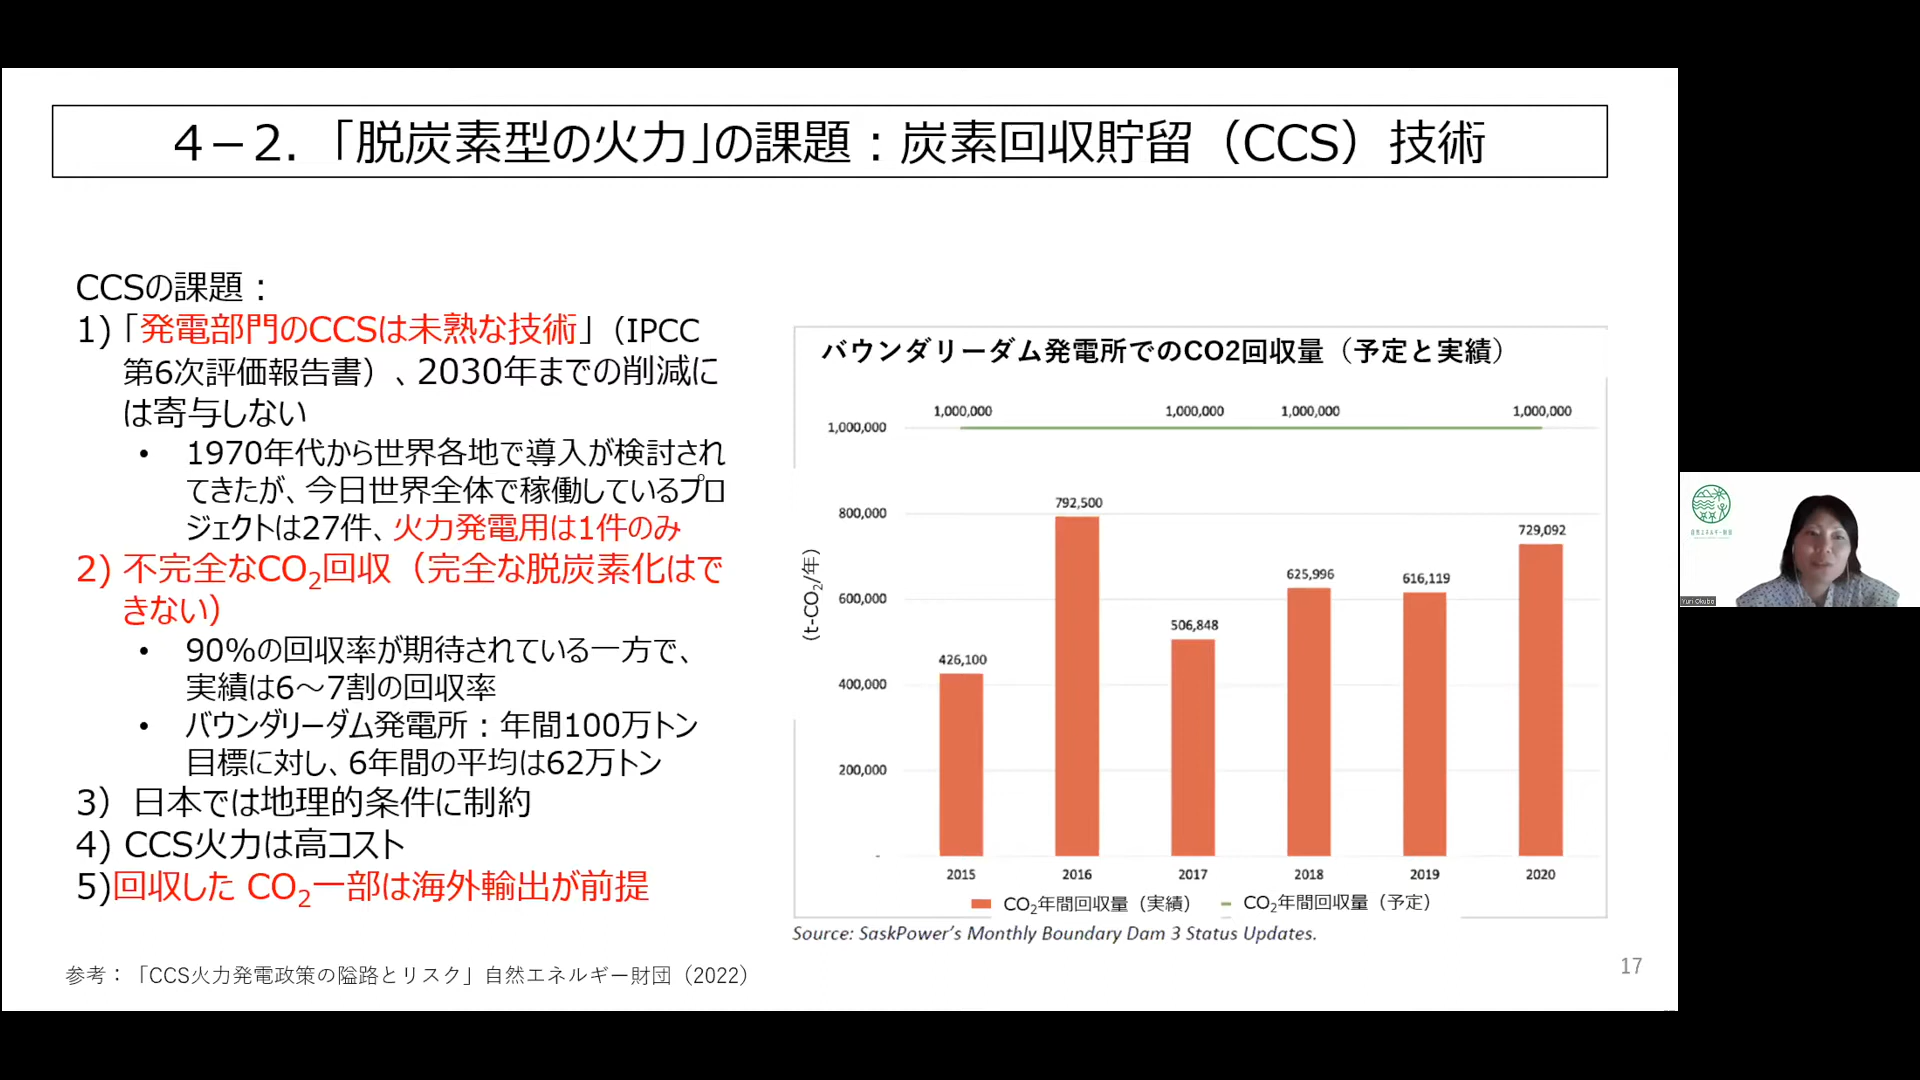 ４－２．「脱炭素型の火力」の課題：炭素回収貯留（CCS）技術
CCSの課題：
1)「発電部門のCCSは未熟な技術」（IPCC
第6次評価報告書）、2030年までの削減に
は寄与しない
• 1970年代から世界各地で導入が検討され
てきたが、今日世界全体で稼働しているプロ
ジェクトは27件、火力発電用は1件のみ
2) 不完全なCO2回収（完全な脱炭素化はで
きない）
• 90%の回収率が期待されている一方で、
実績は6～7割の回収率
• バウンダリーダム発電所：年間100万トン
目標に対し、6年間の平均は62万トン
3）日本では地理的条件に制約
4) CCS火力は高コスト
5)回収した CO2一部は海外輸出が前提
参考：「CCS火力発電政策の隘路とリスク」自然エネルギー財団（2022）
バウンダリーダム発電所でのCO2回収量（予定と実績）
1,000,000 1,000,000 1,000,000 1,000,000
1,000,000
792,500
800,000
729,092
625,996
616,119
600,000
506,848
426,100
400,000
200,000
-
(t-CO2/年)
2015 2016 2017 2018 2019 2020
CO2年間回収量（実績） CO2年間回収量（予定）
Source: SaskPower's Monthly Boundary Dam 3 Status Updates.
17
自然エネルギー財団
Yuri Okubo